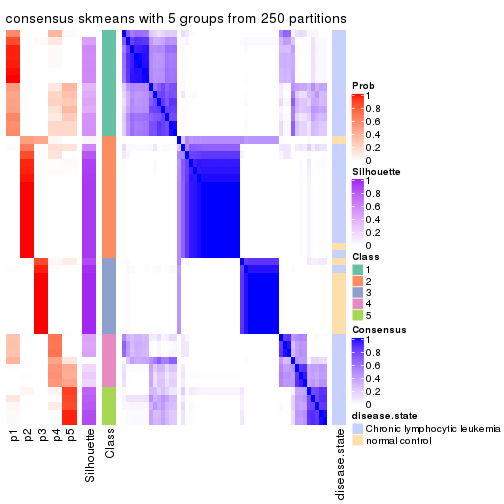 consensus skmeans with 5 groups from 250 partitions
Prob
1
0.8
0.6
0.4
0.2
0
Silhouette
1
0.8
0.6
0.4
0.2
0
Class
1
2
3
4
5
Consensus
1
0.8
0.6
0.4
0.2
0
disease.state
Chronic lymphocytic leukemia
normal control
p1
p2
p3
p4
p5
Silhouette
Class
disease.state